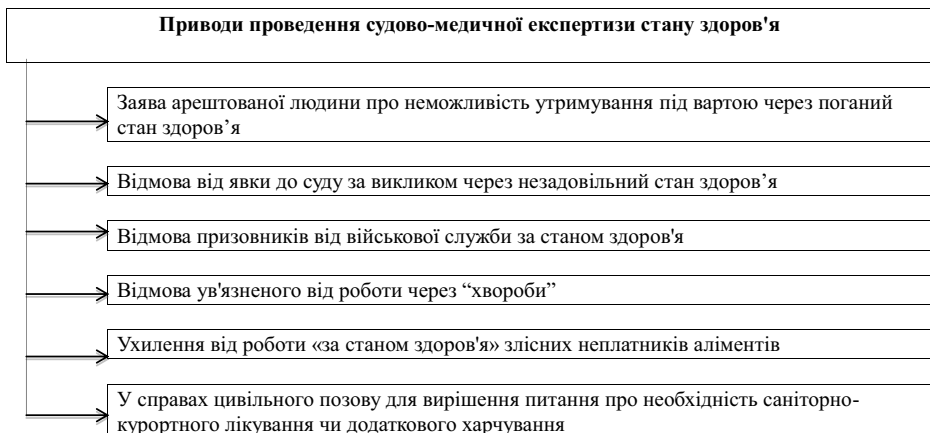 Приводи проведення судово-медичної експертизи стану здоров'я
Заява арештованої людини про неможливість утримування під вартою через поганий
стан здоров’я
Відмова від явки до суду за викликом через незадовільний стан здоров’я
Відмова призовників від військової служби за станом здоров'я
Відмова ув'язненого від роботи через “хвороби”
Ухилення від роботи «за станом здоров'я» злісних неплатників аліментів
У справах цивільного позову для вирішення питання про необхідність саніторно-
курортного лікування чи додаткового харчування